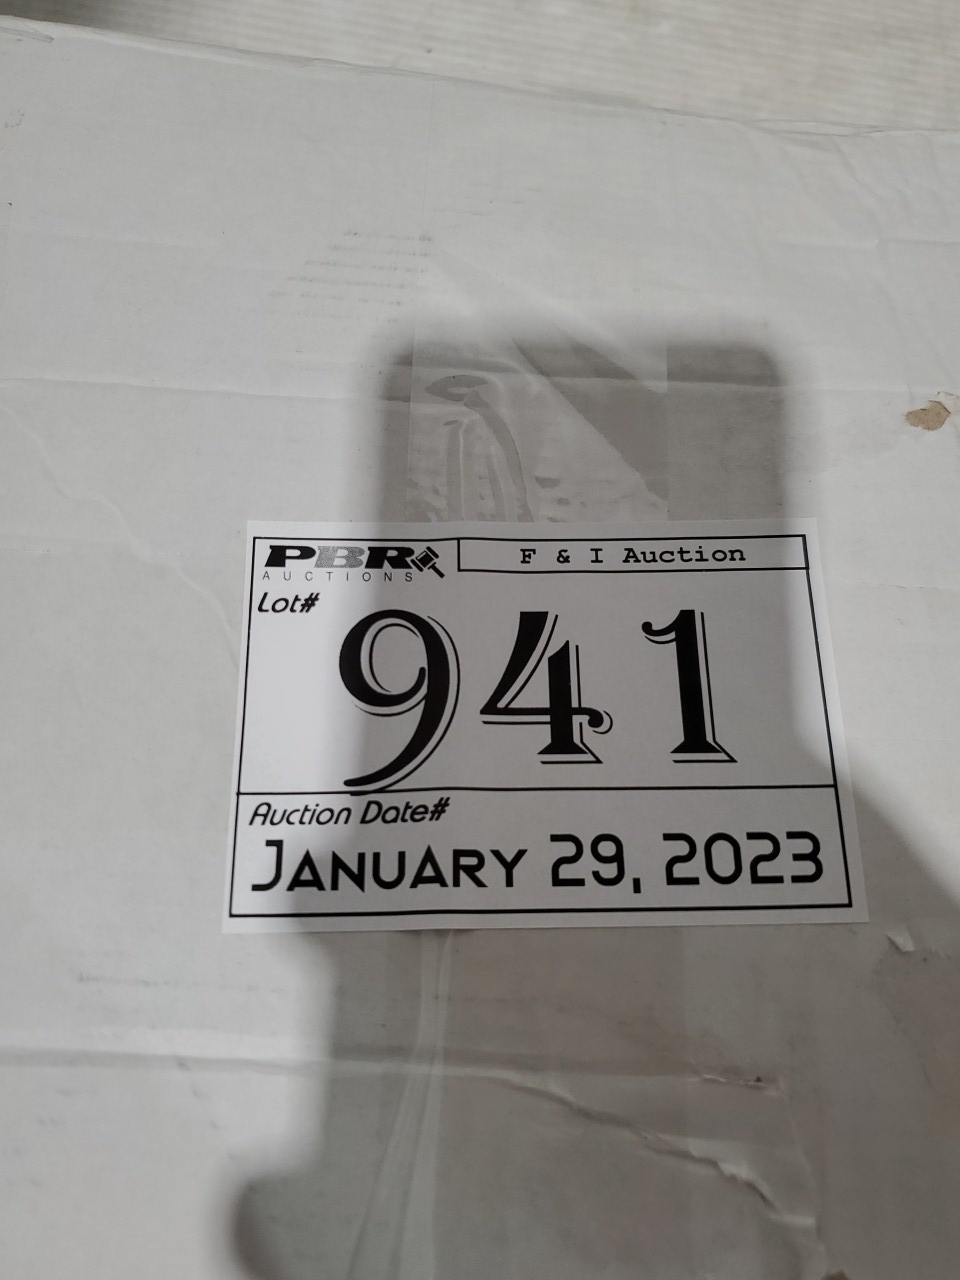 PBR
AUCTIONS
F & I Auction
Lot#
941
Auction Date#
January 29, 2023